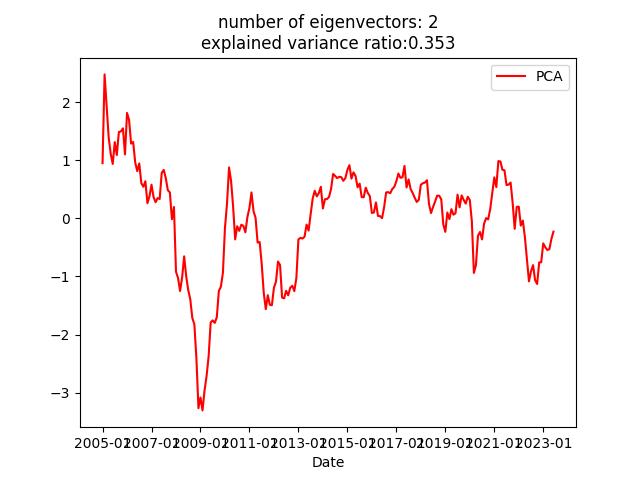 number of eigenvectors: 2
explained variance ratio:0.353
PCA
2
1
0
−1
−2
−3
2005-01 2007-01 2009-01 2011-01 2013-01 2015-01 2017-01 2019-01 2021-01 2023-01
Date